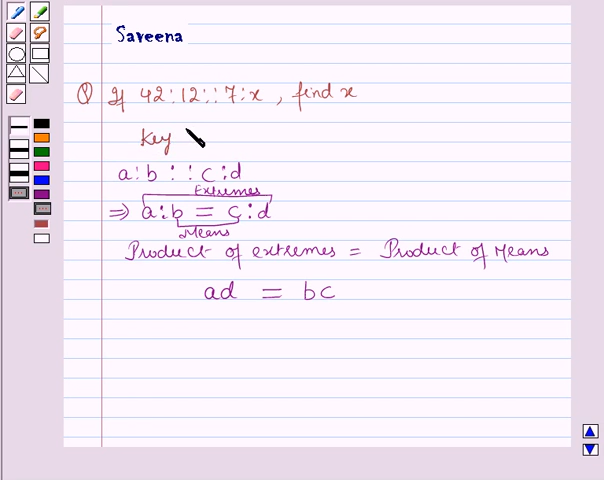 Saveena
Q If 42:12::7:x , find x
Key
a:b::c:d
Extremes
⇒ a:b = c:d
Means
Product of extremes = Product of Means
ad = bc